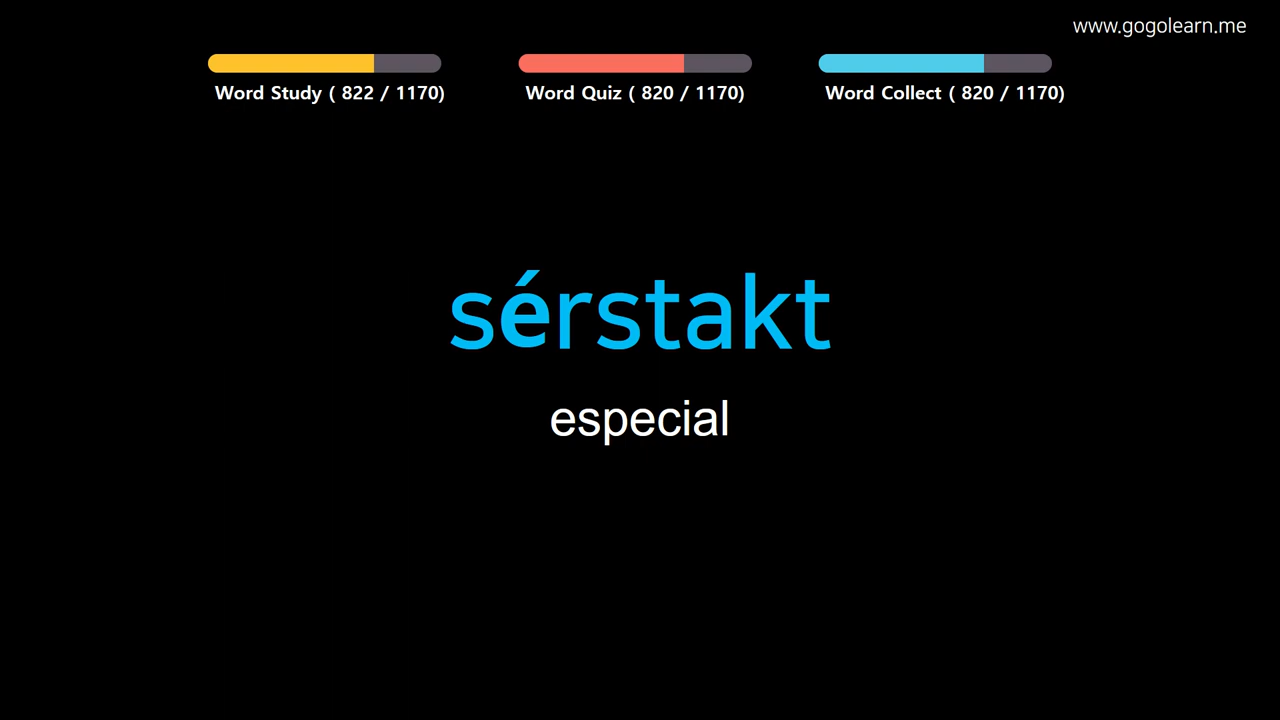 www.gogolearn.me
Word Study ( 822 / 1170)
Word Quiz ( 820 / 1170)
Word Collect ( 820 / 1170)
sérstakt
especial